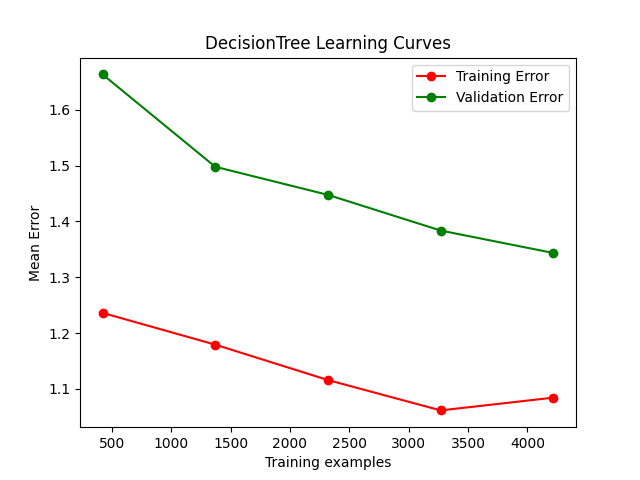 DecisionTree Learning Curves
Training Error
Validation Error
1.6
1.5
1.4
1.3
1.2
1.1
Mean Error
500 1000 1500 2000 2500 3000 3500 4000
Training examples